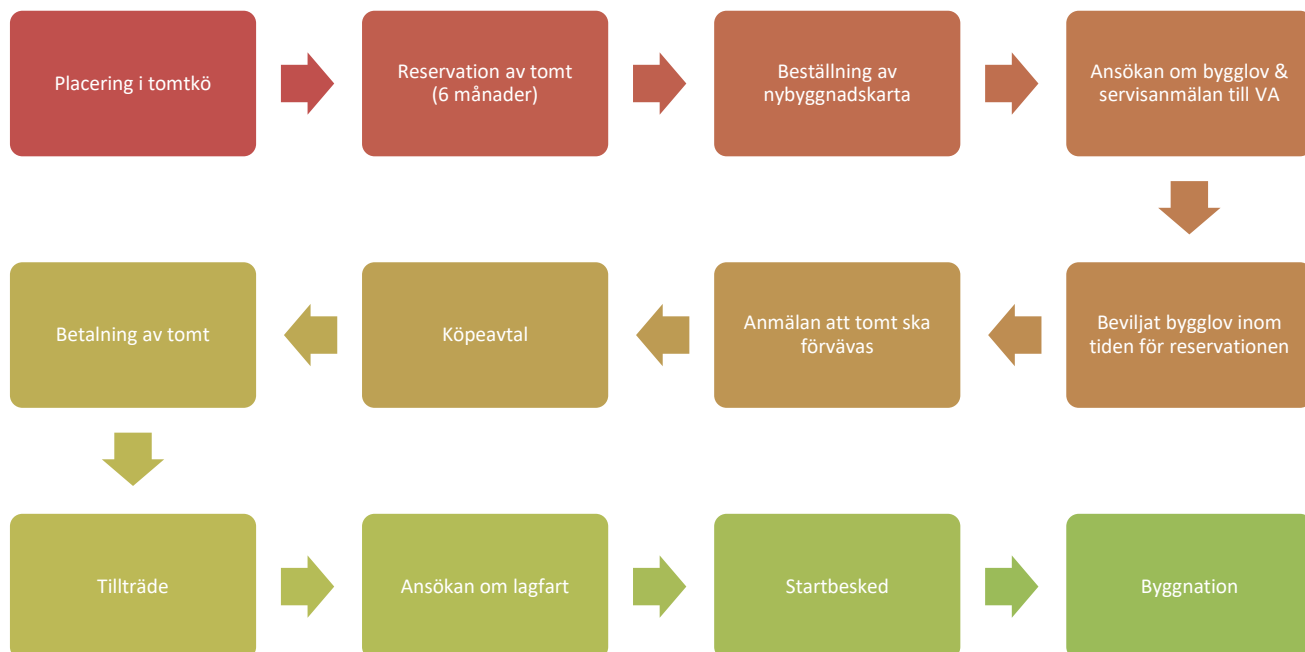 Placering i tomtkö
Reservation av tomt
(6 månader)
Beställning av
nybyggnadskarta
Ansökan om bygglov &
servisanmälan till VA
Beviljat bygglov inom
tiden för reservationen
Anmälan att tomt ska
förvävas
Köpeavtal
Betalning av tomt
Tillträde
Ansökan om lagfart
Startbesked
Byggnation